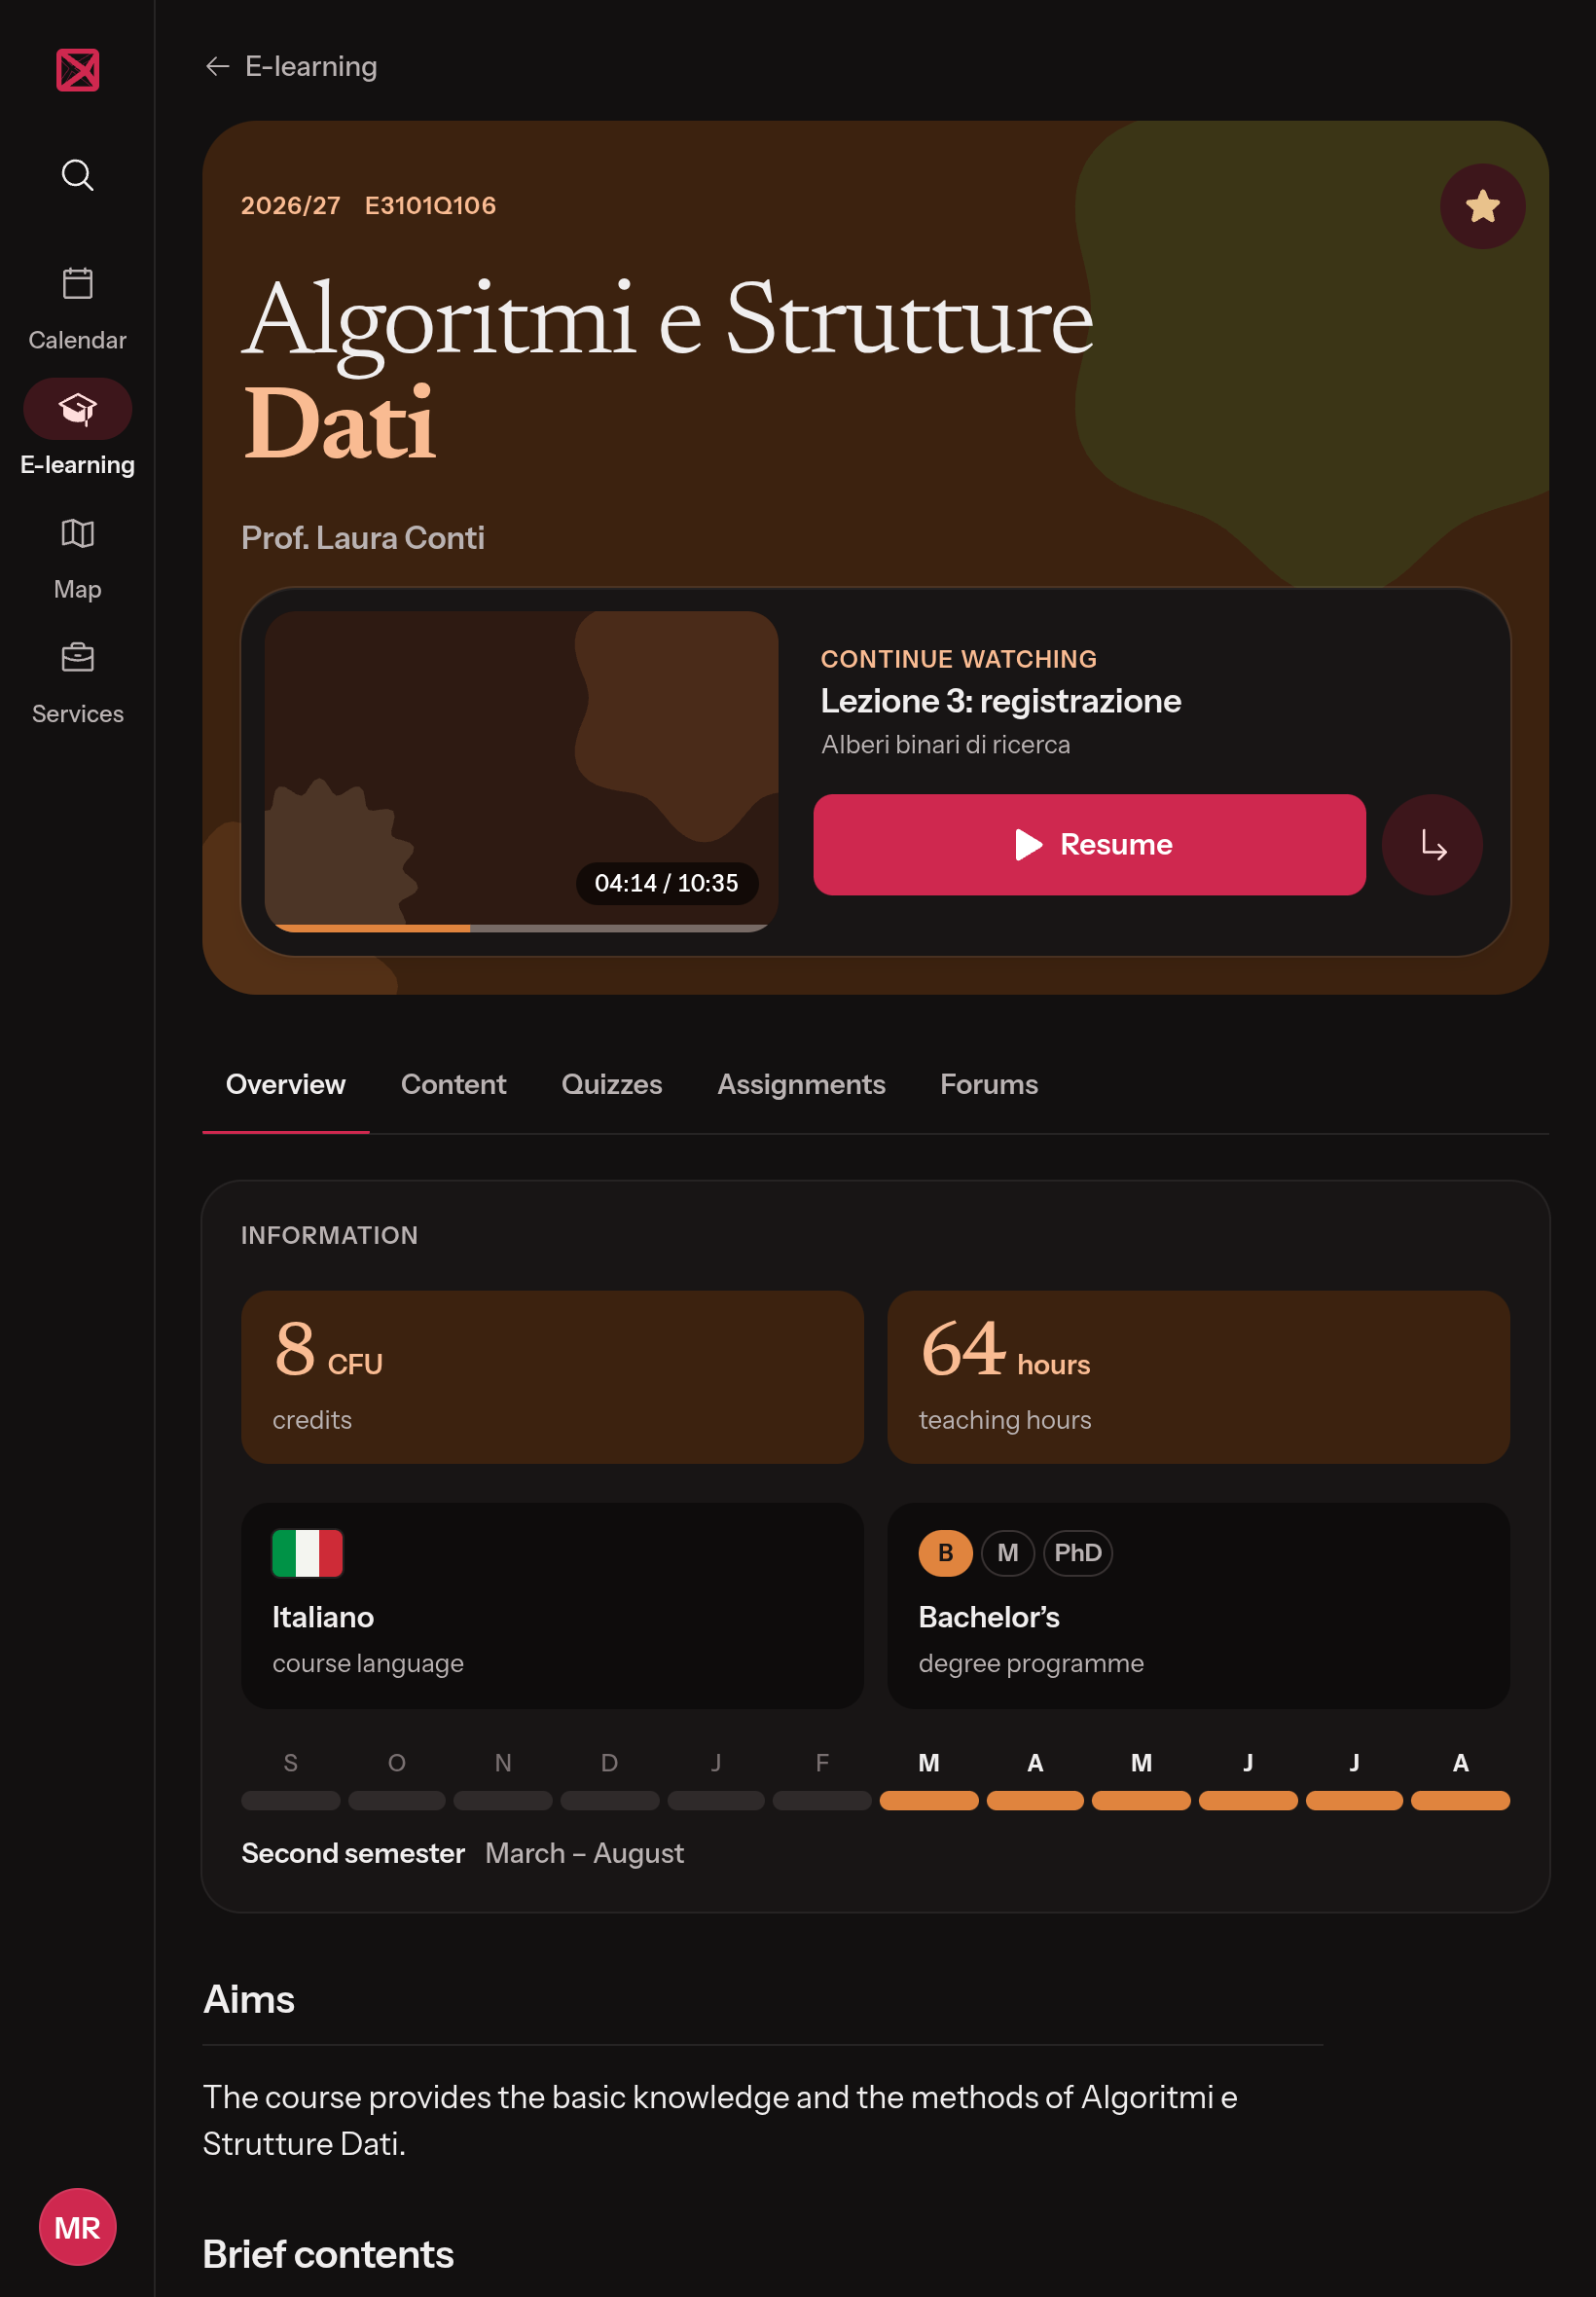 E-learning
Calendar
E-learning
Map
Services
MR
2026/27 E3101Q106
Algoritmi e Strutture
Dati
Prof. Laura Conti
04:14 / 10:35
CONTINUE WATCHING
Lezione 3: registrazione
Alberi binari di ricerca
Resume
Overview Content Quizzes Assignments Forums
INFORMATION
8 CFU
credits
64 hours
teaching hours
Italiano
course language
B M PhD
Bachelor’s
degree programme
S O N D J F M A M J J A
Second semester March – August
Aims
The course provides the basic knowledge and the methods of Algoritmi e
Strutture Dati.
Brief contents